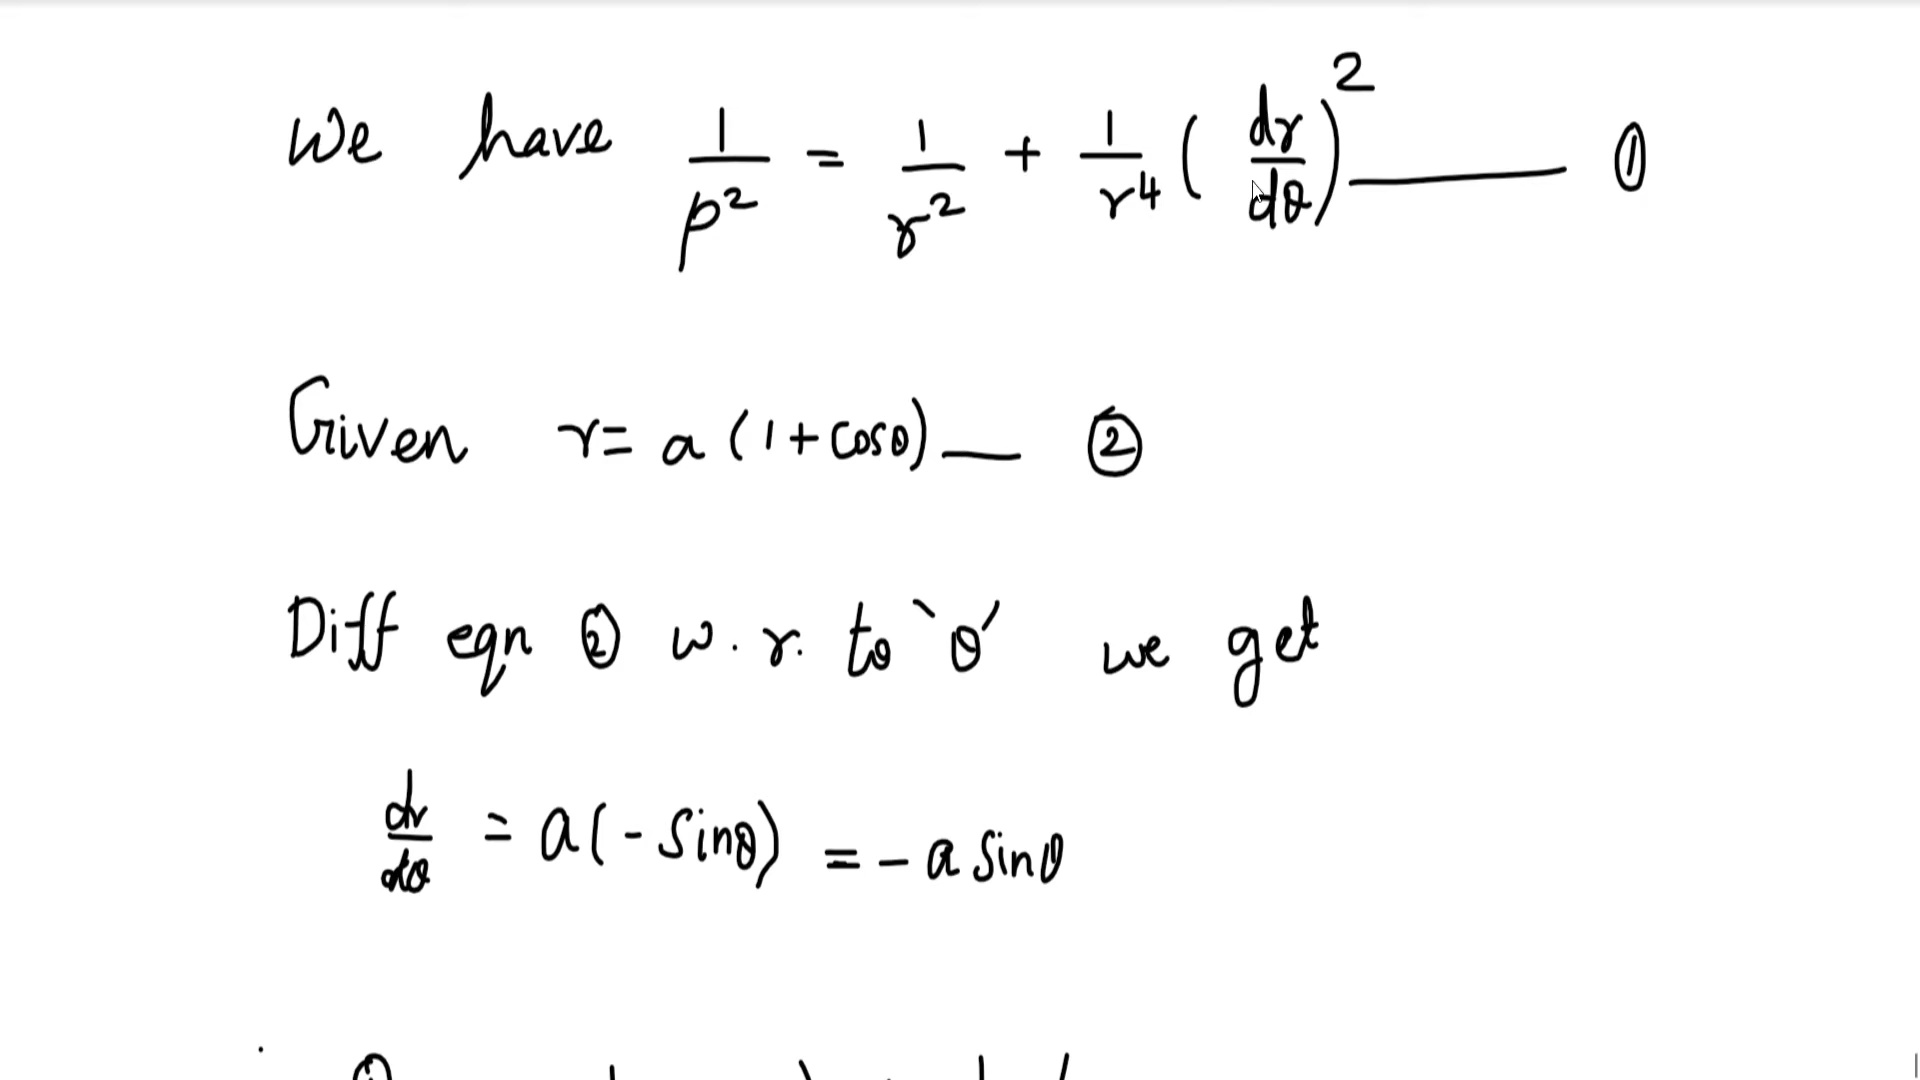 We have 1/p² = 1/r² + 1/r⁴ (dr/dθ)² ——— ①
Given r = a (1 + cosθ) — ②
Diff eqn ② w.r. to `θ' we get
dr/dθ = a(- Sinθ) = - a Sinθ